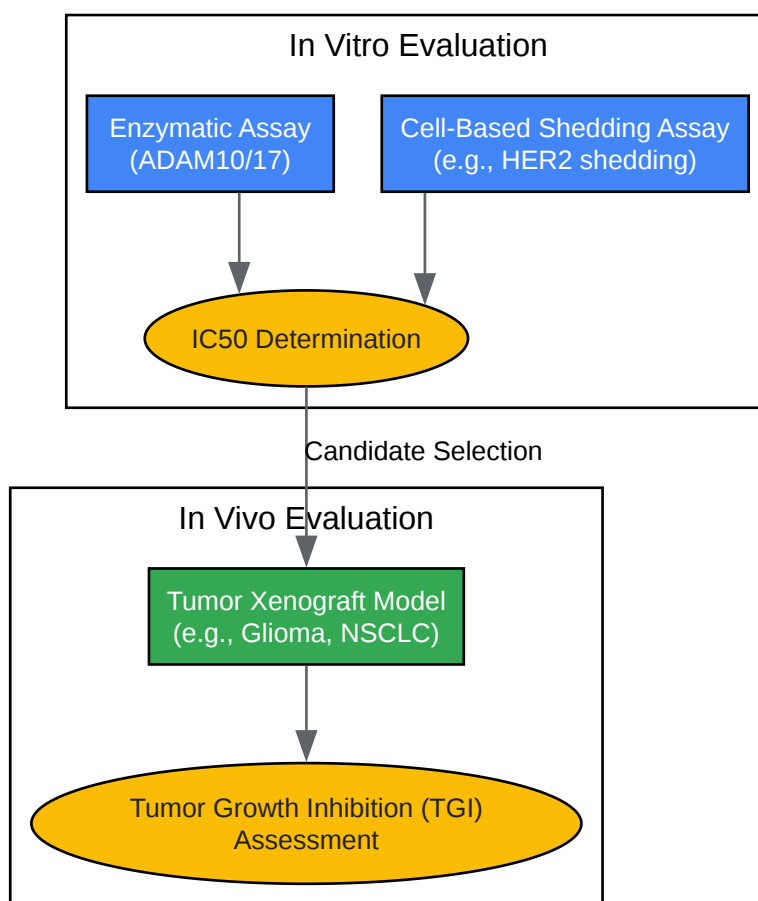 In Vitro Evaluation
Enzymatic Assay
(ADAM10/17)
Cell-Based Shedding Assay
(e.g., HER2 shedding)
IC50 Determination
Candidate Selection
In Vivo Evaluation
Tumor Xenograft Model
(e.g., Glioma, NSCLC)
Tumor Growth Inhibition (TGI)
Assessment